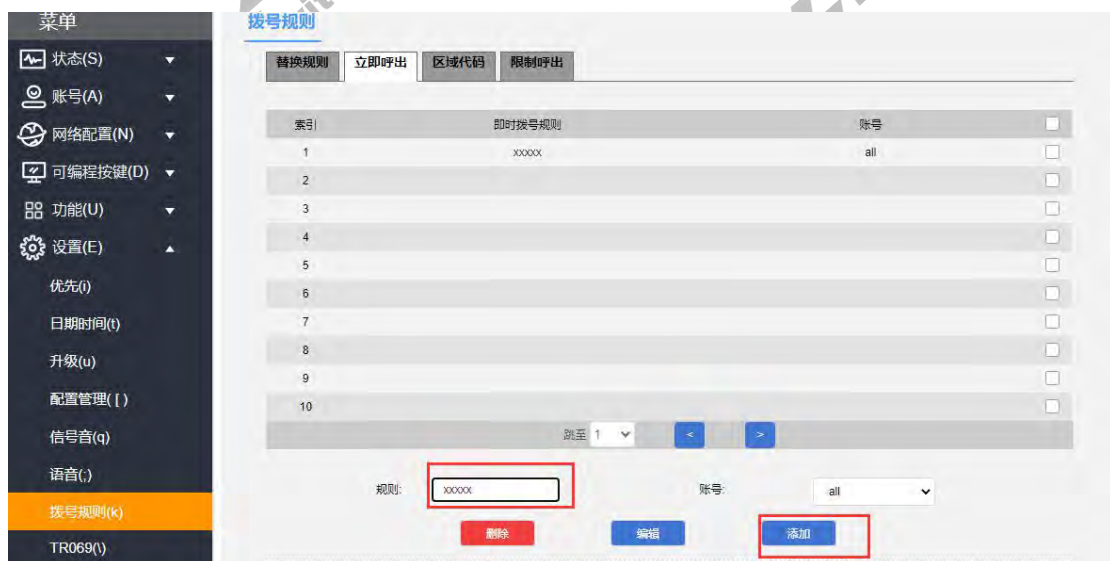 菜单
拨号规则
状态(S)
账号(A)
网络配置(N)
可编程按键(D)
功能(U)
设置(E)
优先(i)
日期时间(t)
升级(u)
配置管理( [ )
信号音(q)
语音(;)
拨号规则(k)
TR069(\)
替换规则 立即呼出 区域代码 限制呼出
索引 即时拨号规则 账号
1 xxxxx all
2
3
4
5
6
7
8
9
10
跳至 1 < >
规则: xxxxx 账号: all
删除 编辑 添加